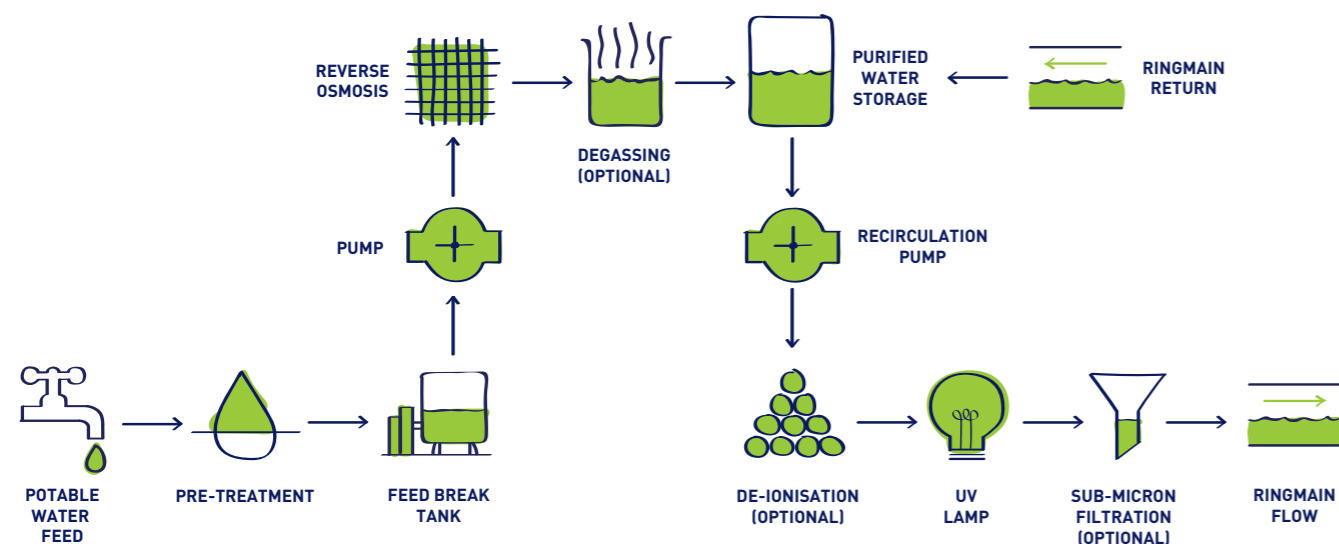 REVERSE
OSMOSIS
DEGASSING
(OPTIONAL)
PURIFIED
WATER
STORAGE
RINGMAIN
RETURN
PUMP
RECIRCULATION
PUMP
POTABLE
WATER
FEED
PRE-TREATMENT
FEED BREAK
TANK
DE-IONISATION
(OPTIONAL)
UV
LAMP
SUB-MICRON
FILTRATION
(OPTIONAL)
RINGMAIN
FLOW